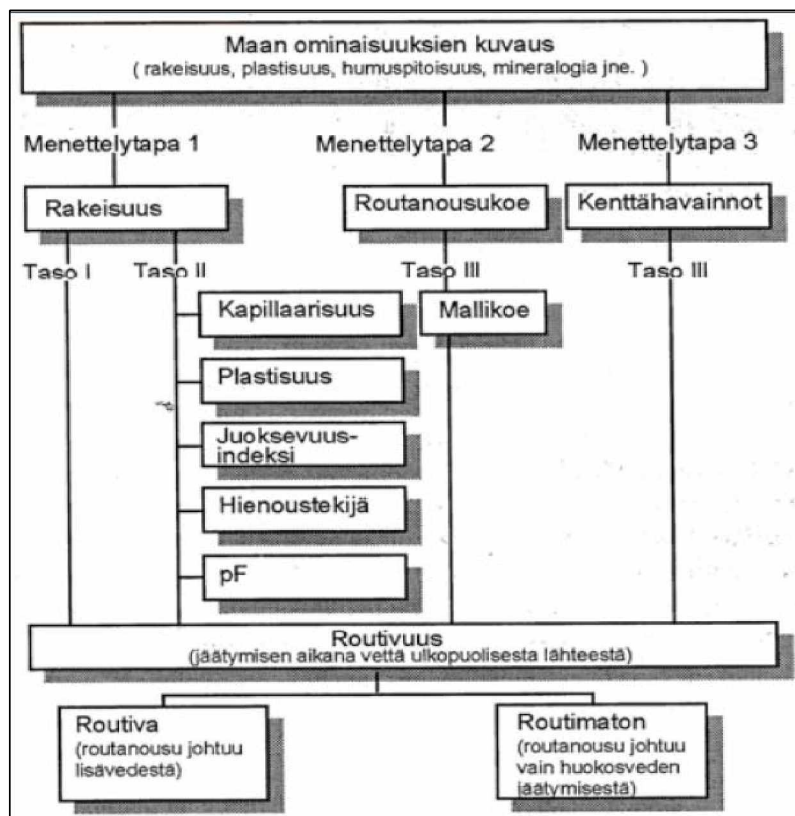 Maan ominaisuuksien kuvaus
( rakeisuus, plastisuus, humuspitoisuus, mineralogia jne. )
Menettelytapa 1
Menettelytapa 2
Menettelytapa 3
Rakeisuus
Routanousukoe
Kenttähavainnot
Taso I
Taso II
Taso III
Taso III
Kapillaarisuus
Mallikoe
Plastisuus
Juoksevuus-
indeksi
Hienoustekijä
pF
Routivuus
(jäätymisen aikana vettä ulkopuolisesta lähteestä)
Routiva
(routanousu johtuu
lisävedestä)
Routimaton
(routanousu johtuu
vain huokosveden
jäätymisestä)